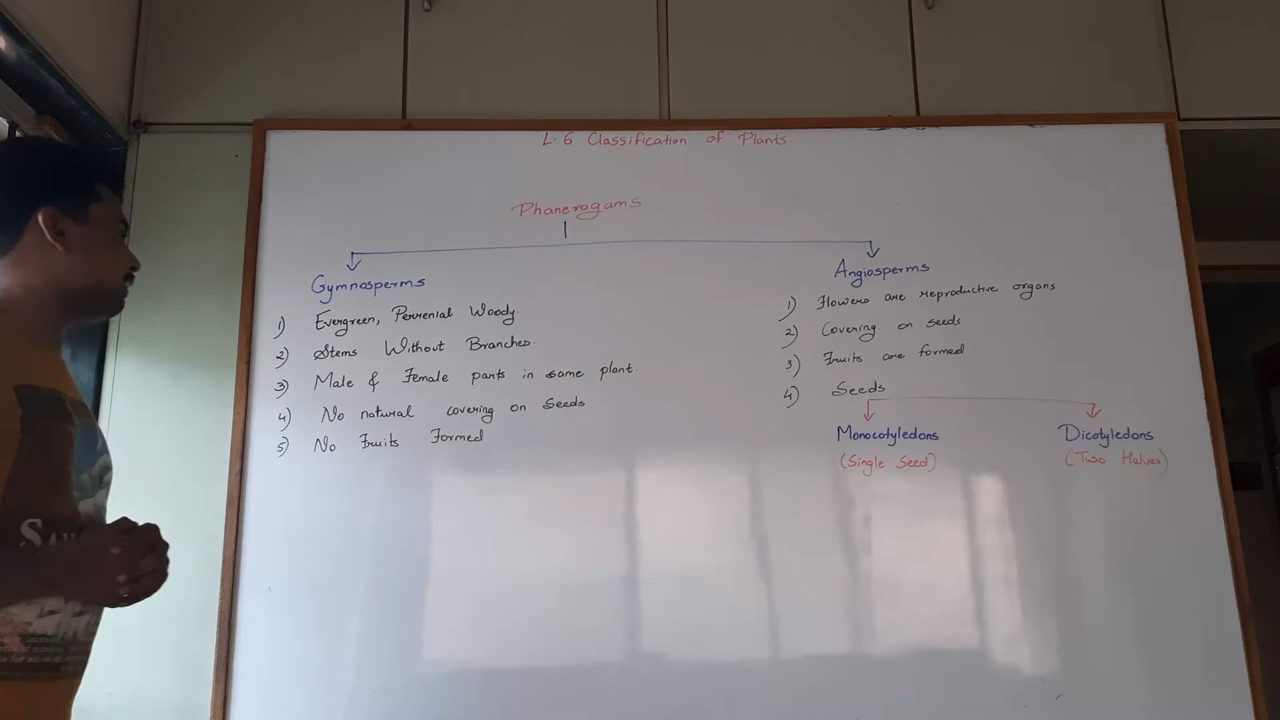 L.6 Classification of Plants
Phanerogams
Gymnosperms
1) Evergreen, Perrenial Woody.
2) Stems Without Branches.
3) Male & Female parts in same plant.
4) No natural covering on Seeds
5) No Fruits Formed
Angiosperms
1) Flowers are reproductive organs
2) Covering on seeds
3) Fruits are formed
4) Seeds
Monocotyledons
(Single Seed)
Dicotyledons
(Two Halves)